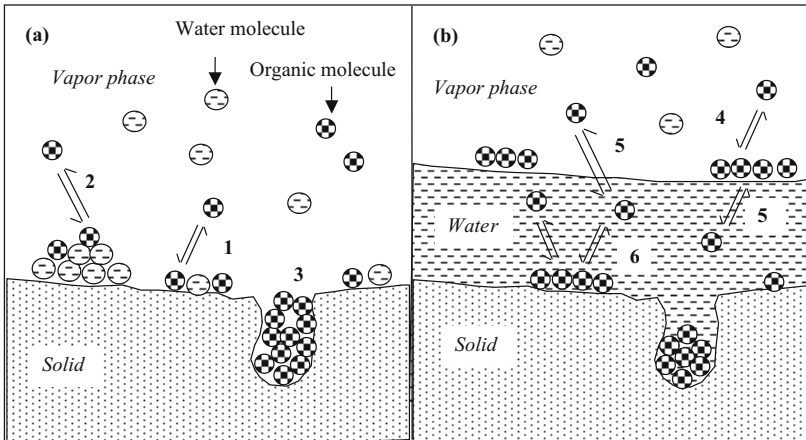 (a)
Water molecule
Vapor phase
Organic molecule
2
1
3
Solid
(b)
Vapor phase
4
5
5
Water
6
Solid